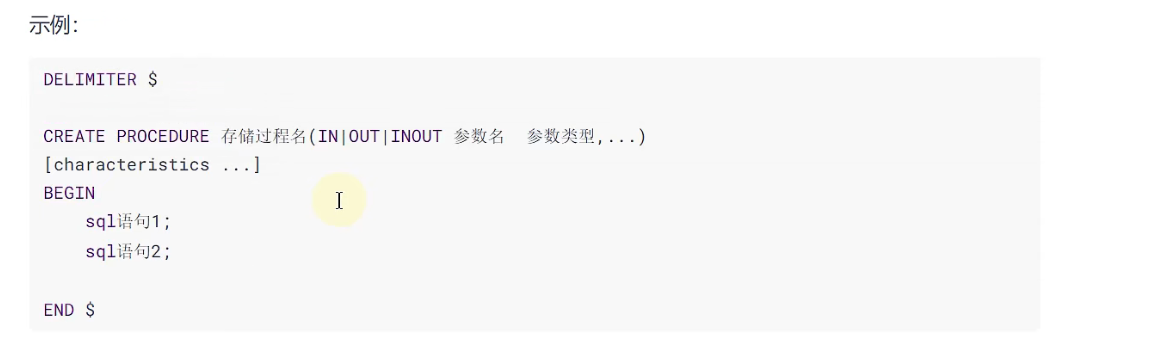 示例：
DELIMITER $
CREATE PROCEDURE 存储过程名(IN|OUT|INOUT 参数名 参数类型,...)
[characteristics ...]
BEGIN
sql语句1;
sql语句2;
END $